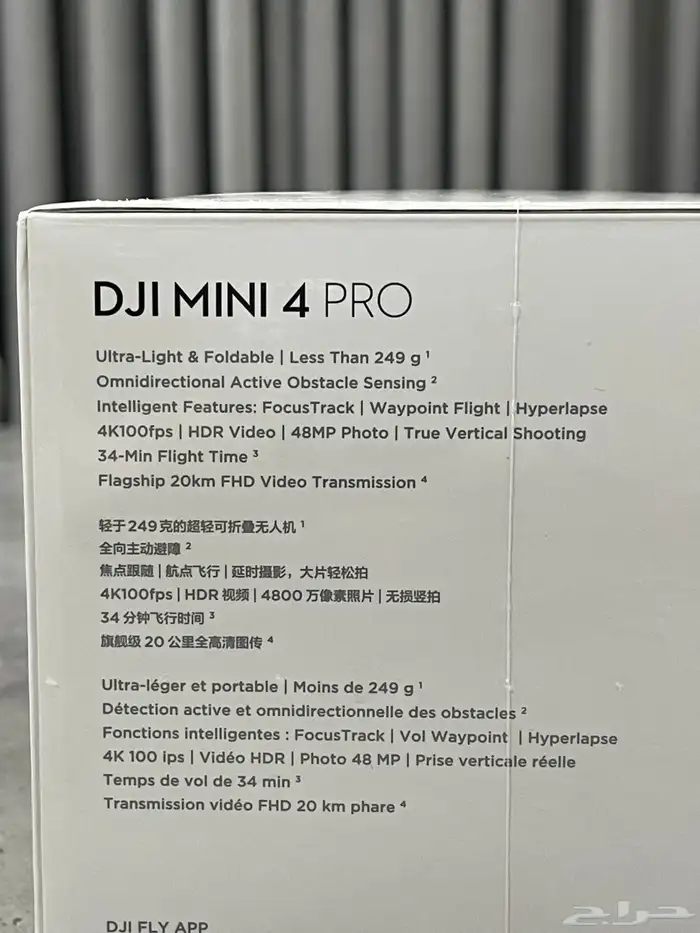 DJI MINI 4 PRO
Ultra-Light & Foldable | Less Than 249 g ¹
Omnidirectional Active Obstacle Sensing ²
Intelligent Features: FocusTrack | Waypoint Flight | Hyperlapse
4K100fps | HDR Video | 48MP Photo | True Vertical Shooting
34-Min Flight Time ³
Flagship 20km FHD Video Transmission ⁴
轻于249克的超轻可折叠无人机 ¹
全向主动避障 ²
焦点跟随 | 航点飞行 | 延时摄影，大片轻松拍
4K100fps | HDR 视频 | 4800 万像素照片 | 无损竖拍
34 分钟飞行时间 ³
旗舰级 20 公里全高清图传 ⁴
Ultra-léger et portable | Moins de 249 g ¹
Détection active et omnidirectionnelle des obstacles ²
Fonctions intelligentes : FocusTrack | Vol Waypoint | Hyperlapse
4K 100 ips | Vidéo HDR | Photo 48 MP | Prise verticale réelle
Temps de vol de 34 min ³
Transmission vidéo FHD 20 km phare ⁴
DJI FLY APP
حراج